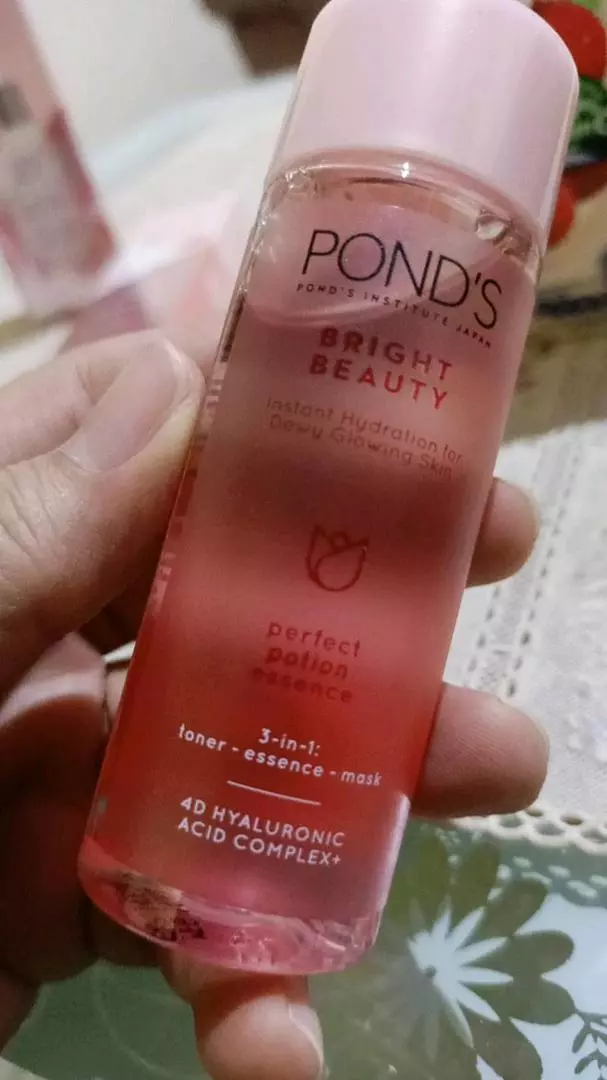 POND'S
POND'S INSTITUTE JAPAN
BRIGHT
BEAUTY
Instant Hydration for
Dewy Glowing Skin
perfect
potion
essence
3-in-1:
toner - essence - mask
4D HYALURONIC
ACID COMPLEX+